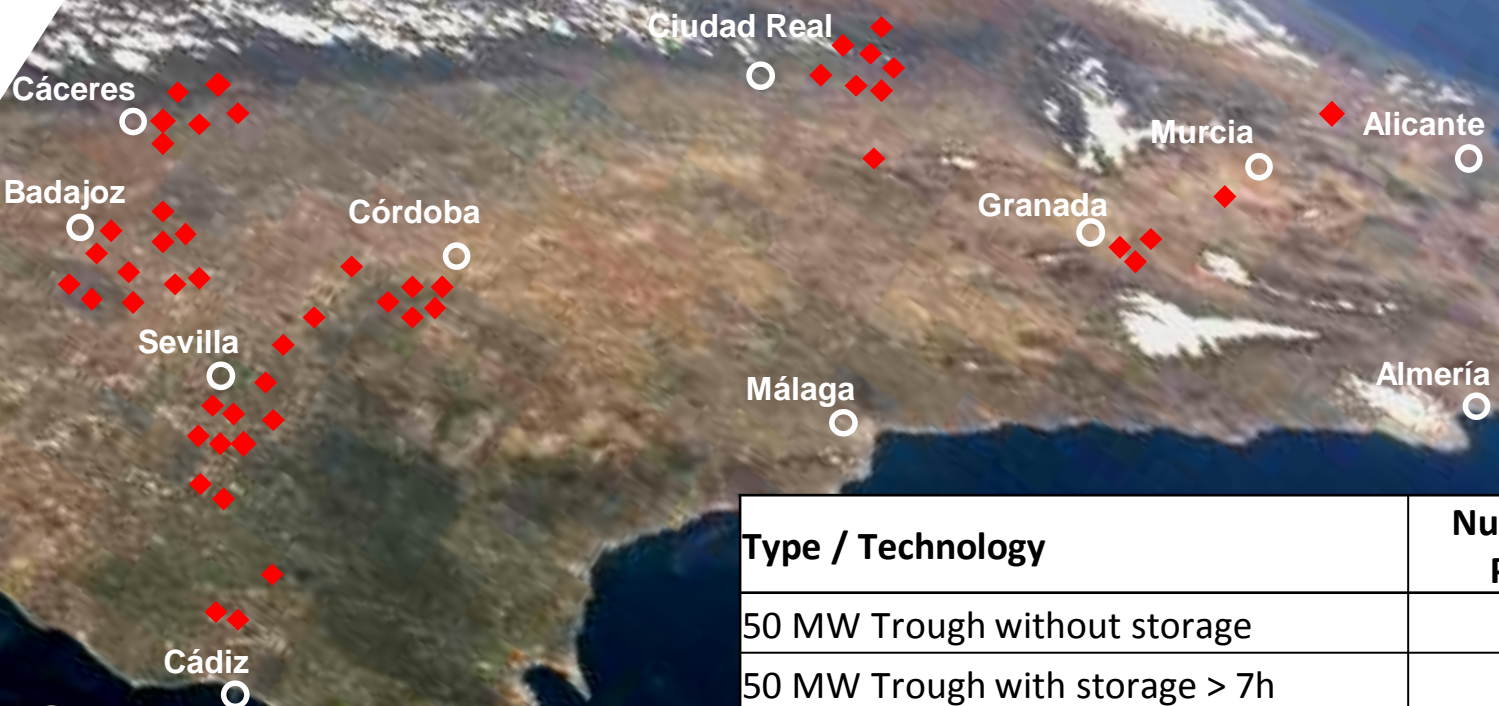 Ciudad Real
Cáceres
Murcia
Alicante
Badajoz
Córdoba
Granada
Sevilla
Málaga
Almería
Cádiz
Type / Technology
50 MW Trough without storage
50 MW Trough with storage > 7h